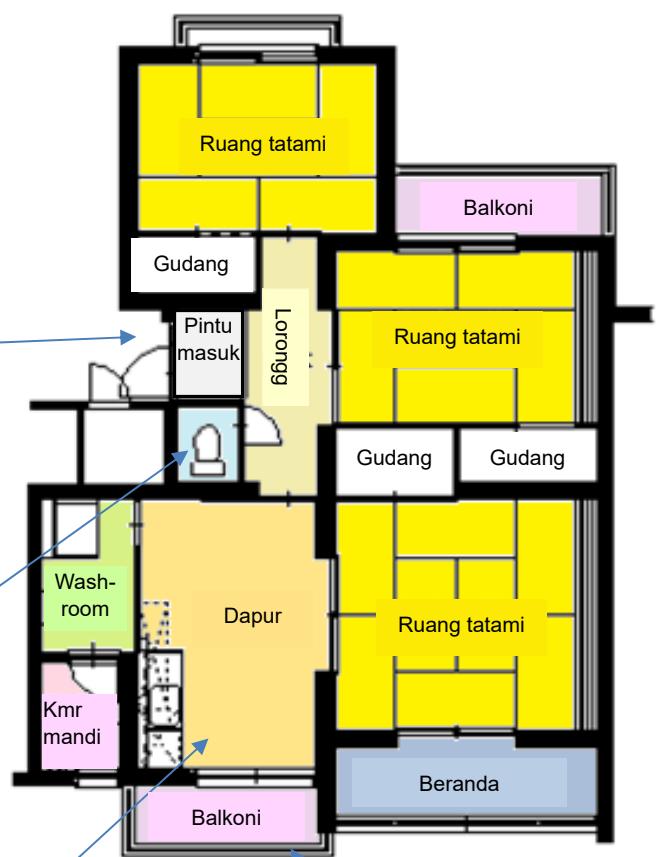 Ruang tatami
Balkoni
Gudang
Pintu
masuk
Lorongg
Ruang tatami
Gudang
Gudang
Wash-
room
Dapur
Ruang tatami
Kmr
mandi
Beranda
Balkoni